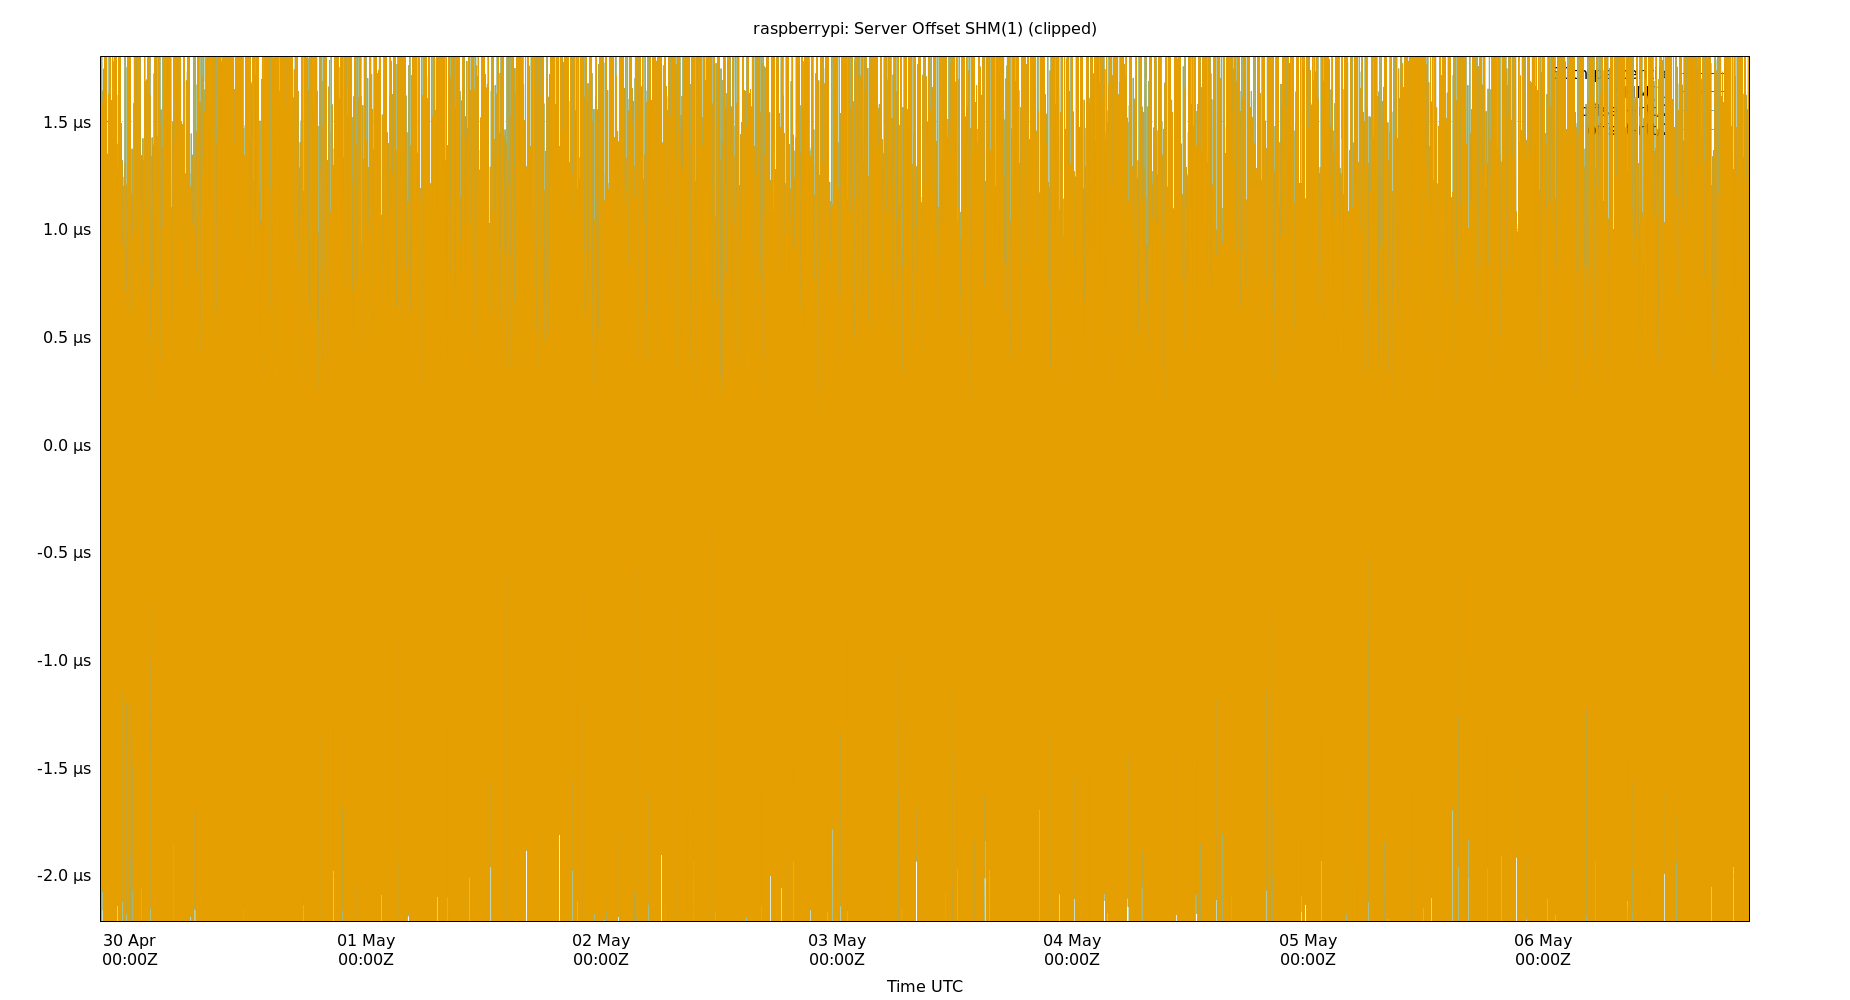 raspberrypi: Server Offset SHM(1) (clipped)
1.5 µs
1.0 µs
0.5 µs
0.0 µs
-0.5 µs
-1.0 µs
-1.5 µs
-2.0 µs
30 Apr 01 May 02 May 03 May 04 May 05 May 06 May
00:00Z 00:00Z 00:00Z 00:00Z 00:00Z 00:00Z 00:00Z
Time UTC